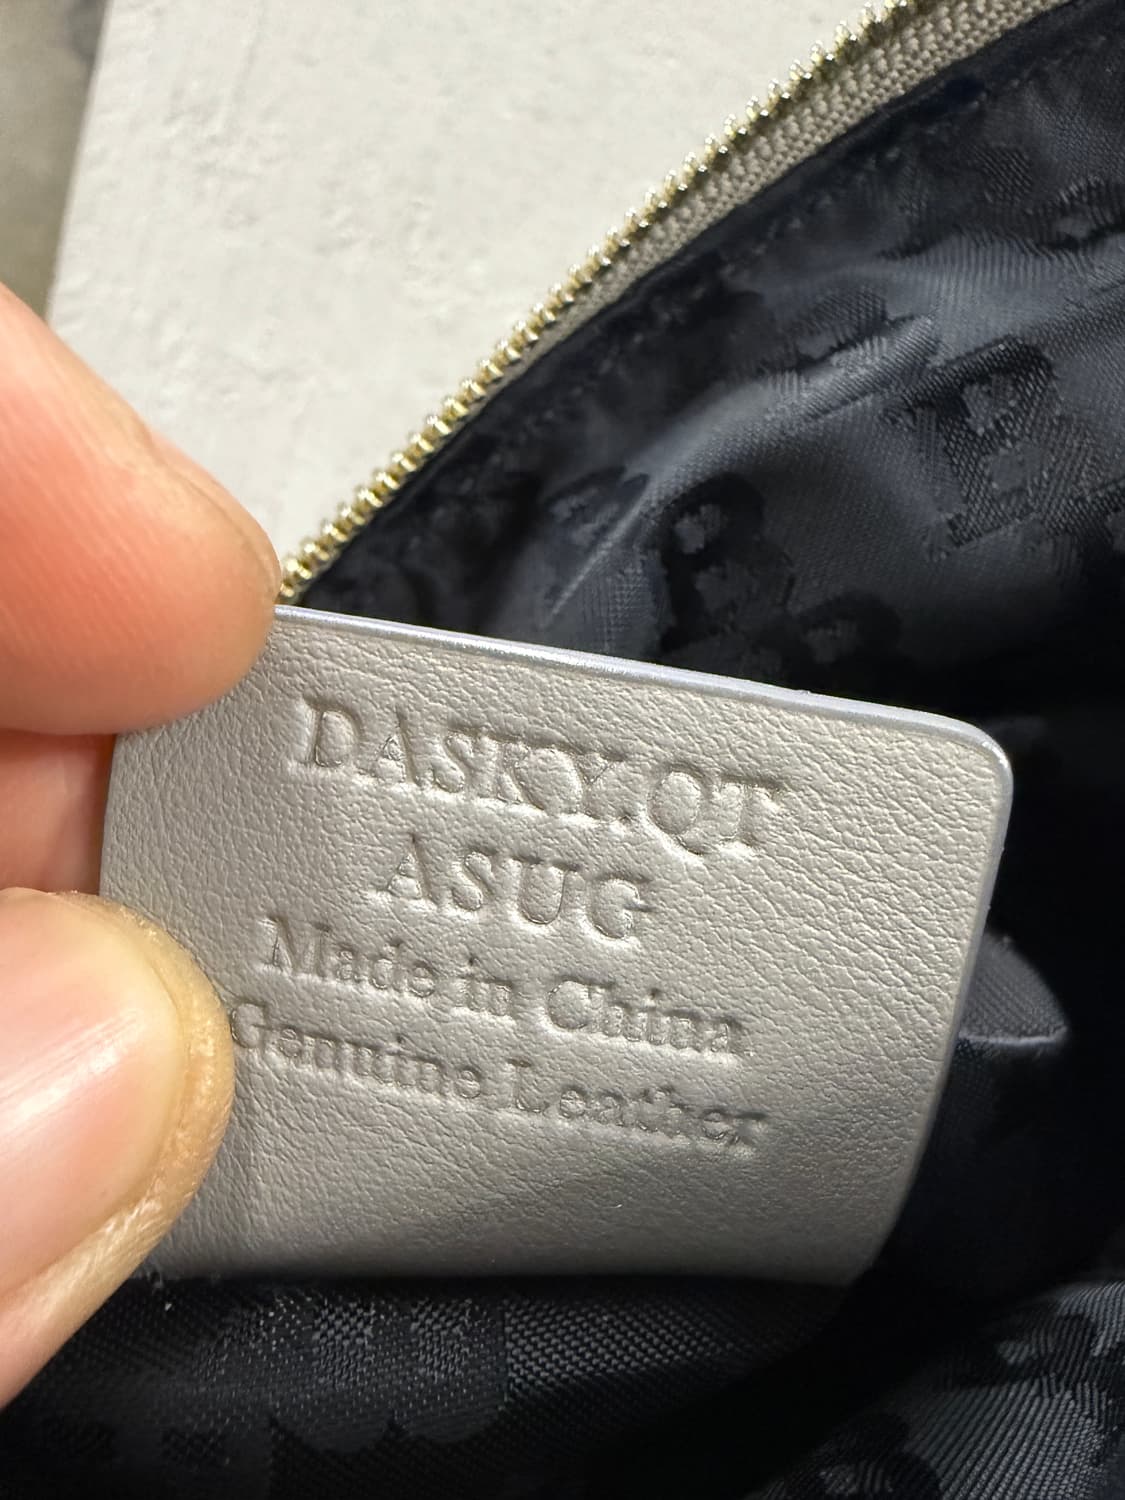 DASKY.QT
ASUG
Made in China
Genuine Leather